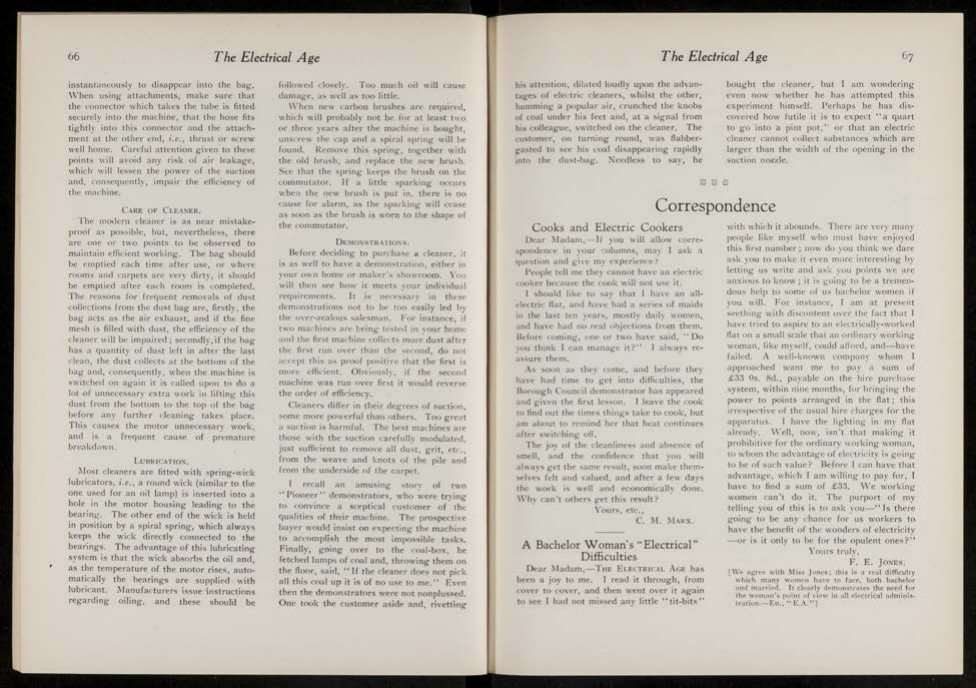 66
The Electrical Age
instantaneously to disappear into the bag.
When using attachments, make sure that
the connector which takes the tube is fitted
securely into the machine, that the hose fits
tightly into this connector and the attach-
ment at the other end, i.e., thrust or screw
well home. Careful attention given to these
points will avoid any risk of air leakage,
which will lessen the power of the suction
and, consequently, impair the efficiency of
the machine.
CARE OF CLEANER.
The modern cleaner is as near mistake-
proof as possible, but, nevertheless, there
are one or two points to be observed to
maintain efficient working. The bag should
be emptied each time after use, or where
rooms and carpets are very dirty, it should
be emptied after each room is completed.
The reasons for frequent removals of dust
collections from the dust bag are, firstly, the
bag acts as the air exhaust, and if the fine
mesh is filled with dust, the efficiency of the
cleaner will be impaired; secondly, if the bag
has a quantity of dust left in after the last
clean, the dust collects at the bottom of the
bag and, consequently, when the machine is
switched on again it is called upon to do a
lot of unnecessary extra work in lifting this
dust from the bottom to the top of the bag
before any further cleaning takes place.
This causes the motor unnecessary work,
and is a frequent cause of premature
breakdown.
LUBRICATION.
Most cleaners are fitted with spring-wick
lubricators, i.e., a round wick (similar to the
one used for an oil lamp) is inserted into a
hole in the motor housing leading to the
bearing. The other end of the wick is held
in position by a spiral spring, which always
keeps the wick directly connected to the
bearings. The advantage of this lubricating
system is that the wick absorbs the oil and,
as the temperature of the motor rises, auto-
matically the bearings are supplied with
lubricant. Manufacturers issue instructions
regarding oiling, and these should be
followed closely. Too much oil will cause
damage, as well as too little.
When new carbon brushes are required,
which will probably not be for at least two
or three years after the machine is bought,
unscrew the cap and a spiral spring will be
found. Remove this spring, together with
the old brush, and replace the new brush.
See that the spring keeps the brush on the
commutator. If a little sparking occurs
when the new brush is put in, there is no
cause for alarm, as the sparking will cease
as soon as the brush is worn to the shape of
the commutator.
DEMONSTRATIONS.
Before deciding to purchase a cleaner, it
is as well to have a demonstration, either in
your own home or maker's showroom. You
will then see how it meets your individual
requirements. It is necessary in these
demonstrations not to be too easily led by
the over-zealous salesman. For instance, if
two machines are being tested in your home
and the first machine collects more dust after
the first run over than the second, do not
accept this as proof positive that the first is
more efficient. Obviously, if the second
machine was run over first it would reverse
the order of efficiency.
Cleaners differ in their degrees of suction,
some more powerful than others. Too great
a suction is harmful. The best machines are
those with the suction carefully modulated,
just sufficient to remove all dust, grit, etc.,
from the weave and knots of the pile and
from the underside of the carpet.
I recall an amusing story of two
"Pioneer" demonstrators, who were trying
to convince a sceptical customer of the
qualities of their machine. The prospective
buyer would insist on expecting the machine
to accomplish the most impossible tasks.
Finally, going over to the coal-box, he
fetched lumps of coal and, throwing them on
the floor, said, "If the cleaner does not pick
all this coal up it is of no use to me." Even
then the demonstrators were not nonplussed.
One took the customer aside and, rivetting
The Electrical Age
67
his attention, dilated loudly upon the advan-
tages of electric cleaners, whilst the other,
humming a popular air, crunched the knobs
of coal under his feet and, at a signal from
his colleague, switched on the cleaner. The
customer, on turning round, was flabber-
gasted to see his coal disappearing rapidly
into the dust-bag. Needless to say, he
bought the cleaner, but I am wondering
even now whether he has attempted this
experiment himself. Perhaps he has dis-
covered how futile it is to expect "a quart
to go into a pint pot," or that an electric
cleaner cannot collect substances which are
larger than the width of the opening in the
suction nozzle.
Correspondence
Cooks and Electric Cookers
Dear Madam,—If you will allow corre-
spondence in your columns, may I ask a
question and give my experience?
People tell me they cannot have an electric
cooker because the cook will not use it.
I should like to say that I have an all-
electric flat, and have had a series of maids
in the last ten years, mostly daily women,
and have had no real objections from them.
Before coming, one or two have said, "Do
you think I can manage it?" I always re-
assure them.
As soon as they come, and before they
have had time to get into difficulties, the
Borough Council demonstrator has appeared
and given the first lesson. I leave the cook
to find out the times things take to cook, but
am about to remind her that heat continues
after switching off.
The joy of the cleanliness and absence of
smell, and the confidence that you will
always get the same result, soon make them-
selves felt and valued, and after a few days
the work is well and economically done.
Why can't others get this result?
Yours, etc.,
C. M. MARX.
A Bachelor Woman's "Electrical"
Difficulties
Dear Madam,—THE ELECTRICAL AGE has
been a joy to me. I read it through, from
cover to cover, and then went over it again
to see I had not missed any little "tit-bits"
with which it abounds. There are very many
people like myself who must have enjoyed
this first number; now do you think we dare
ask you to make it even more interesting by
letting us write and ask you points we are
anxious to know; it is going to be a tremen-
dous help to some of us bachelor women if
you will. For instance, I am at present
seething with discontent over the fact that I
have tried to aspire to an electrically-worked
flat on a small scale that an ordinary working
woman, like myself, could afford, and—have
failed. A well-known company whom I
approached want me to pay a sum of
£33 0s. 8d., payable on the hire purchase
system, within nine months, for bringing the
power to points arranged in the flat; this
irrespective of the usual hire charges for the
apparatus. I have the lighting in my flat
already. Well, now, isn't that making it
prohibitive for the ordinary working woman,
to whom the advantage of electricity is going
to be of such value? Before I can have that
advantage, which I am willing to pay for, I
have to find a sum of £33. We working
women can't do it. The purport of my
telling you of this is to ask you—"Is there
going to be any chance for us workers to
have the benefit of the wonders of electricity
—or is it only to be for the opulent ones?"
Yours truly,
F. E. JONES.
[We agree with Miss Jones; this is a real difficulty
which many women have to face, both bachelor
and married. It clearly demonstrates the need for
the woman's point of view in all electrical adminis-
tration.—ED., "E.A."]